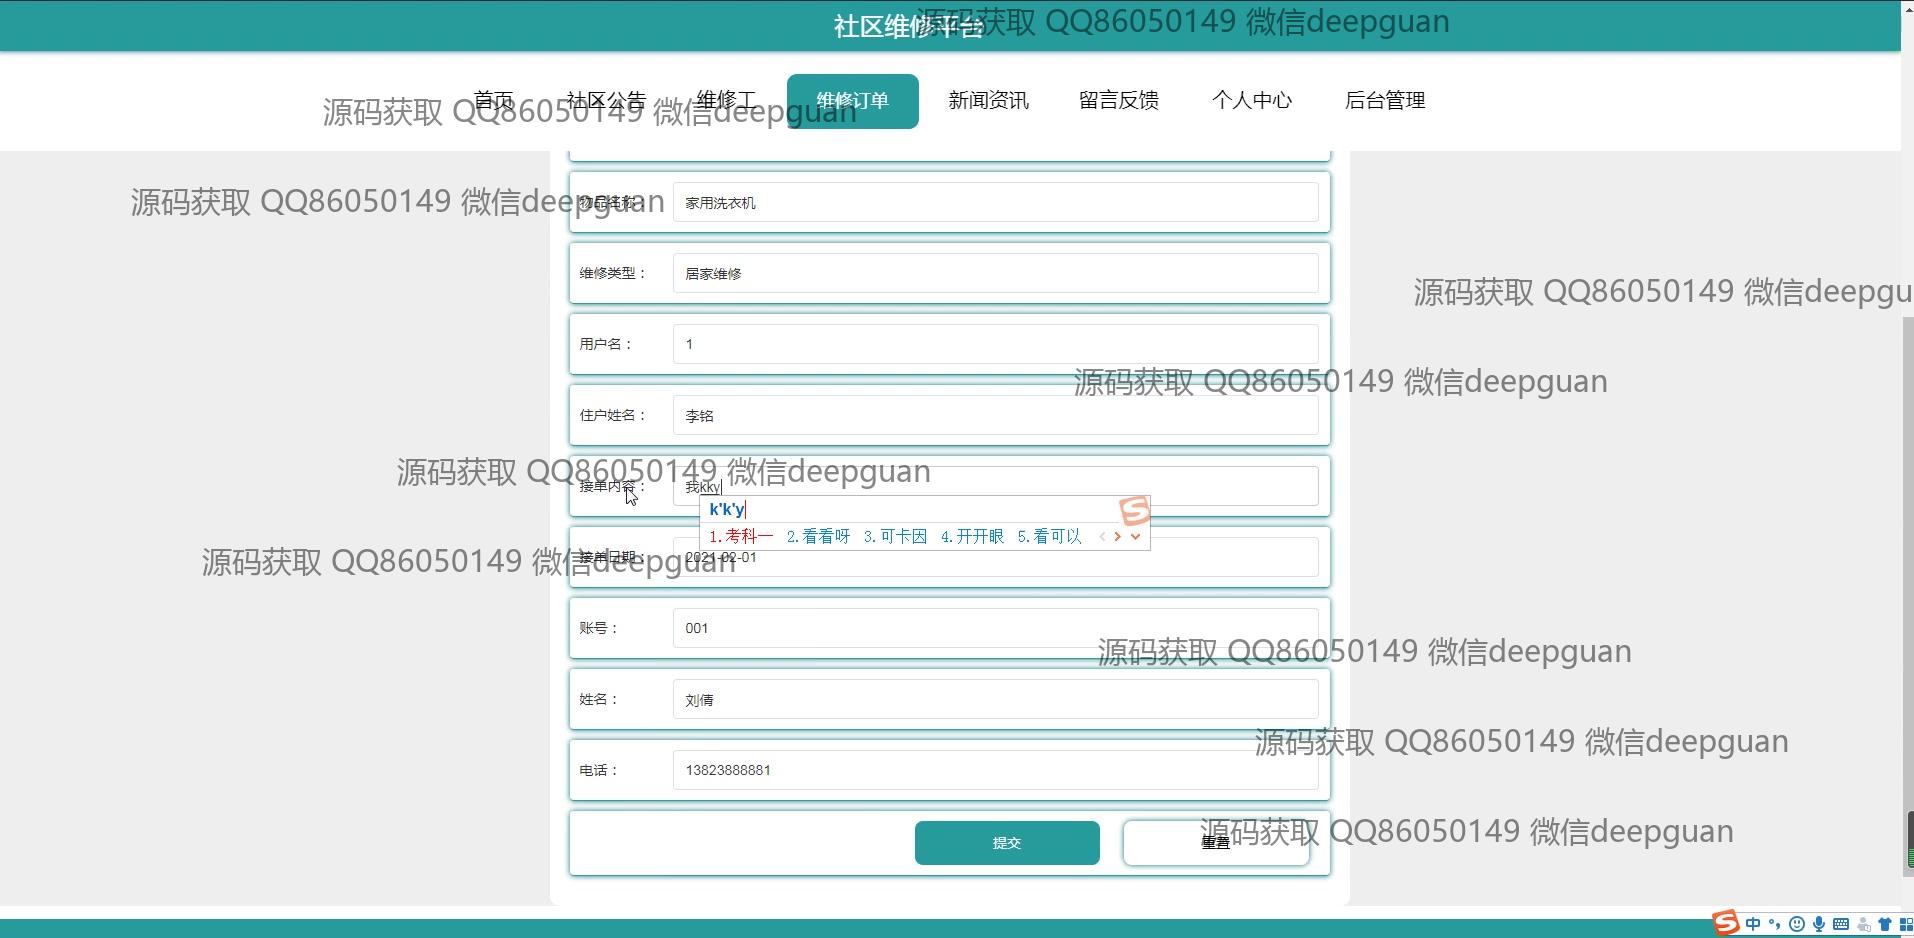 社区维修平台
源码获取 QQ86050149 微信deepguan
首页 社区公告 维修工 维修订单 新闻资讯 留言反馈 个人中心 后台管理
源码获取 QQ86050149 微信deepguan
源码获取 QQ86050149 微信deepguan
物品名称： 家用洗衣机
维修类型： 居家维修
源码获取 QQ86050149 微信deepgu
用户名： 1
源码获取 QQ86050149 微信deepguan
住户姓名： 李铭
源码获取 QQ86050149 微信deepguan
接单内容： 我kky
k'k'y
1.考科一 2.看看呀 3.可卡因 4.开开眼 5.看可以
接单日期： 2021-02-01
源码获取 QQ86050149 微信deepguan
账号： 001
源码获取 QQ86050149 微信deepguan
姓名： 刘倩
源码获取 QQ86050149 微信deepguan
电话： 13823888881
源码获取 QQ86050149 微信deepguan
提交 重置
中